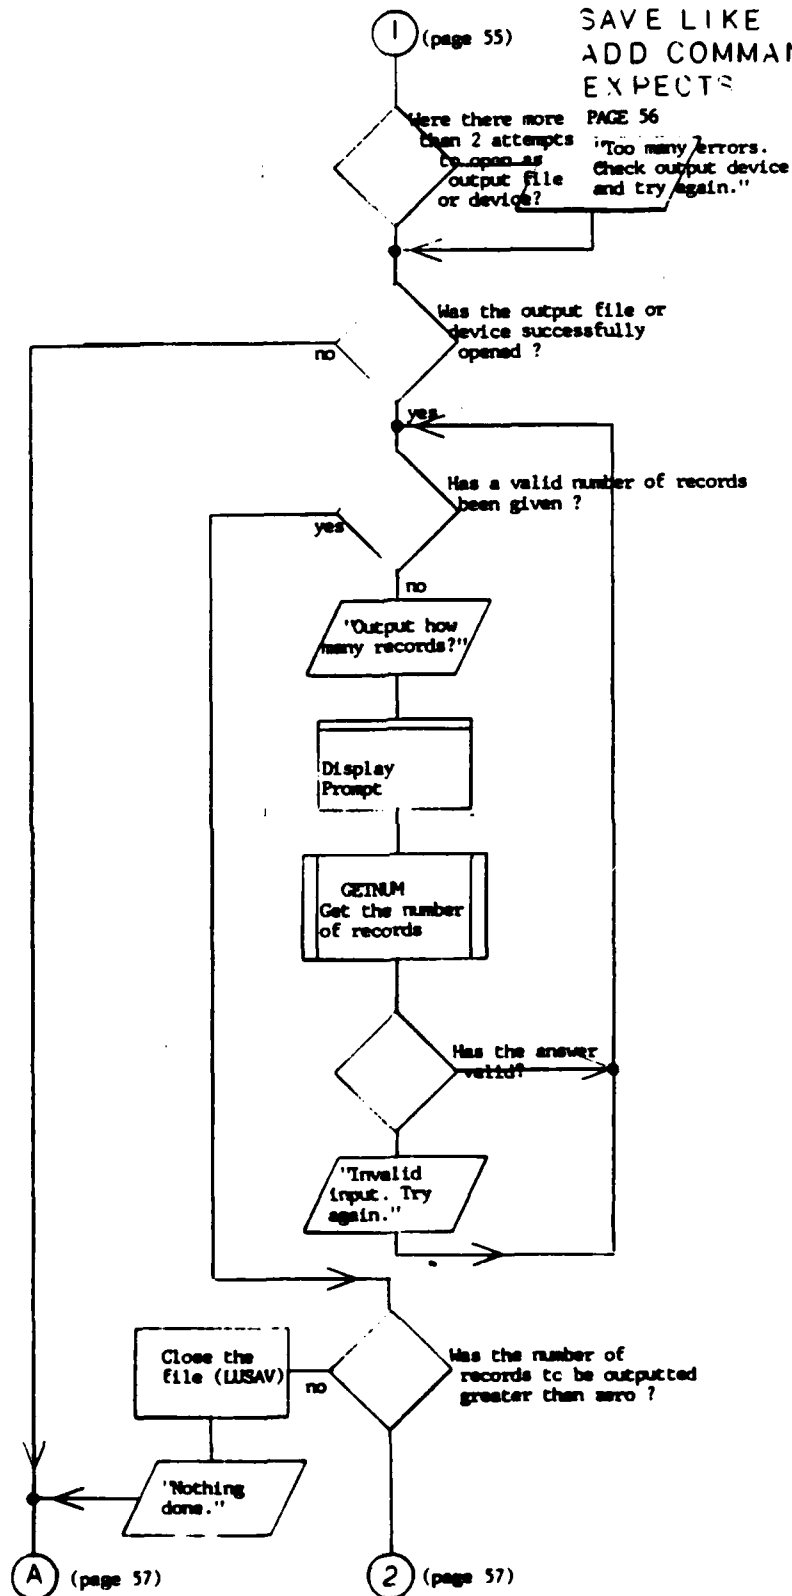 1 (page 55)
SAVE LIKE
ADD COMMAN
EXPECTS
PAGE 56
Were there more
than 2 attempts
to open as
output file
or device?
"Too many errors.
Check output device
and try again."
Was the output file or
device successfully
opened ?
no
yes
Has a valid number of records
been given ?
yes
no
"Output how
many records?"
Display
Prompt
GETNUM
Get the number
of records
Has the answer
valid?
"Invalid
input. Try
again."
Was the number of
records to be outputted
greater than zero ?
no
Close the
file (LUSAV)
"Nothing
done."
A (page 57)
2 (page 57)